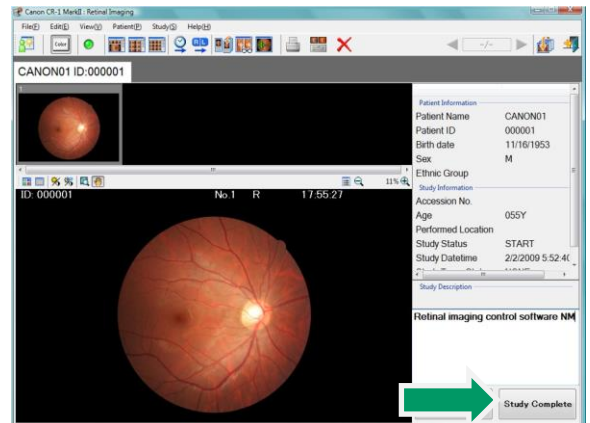 Canon CR-1 MarkII : Retinal Imaging
File(F) Edit(E) View(V) Patient(P) Study(S) Help(H)
Color
-/-
CANON01 ID:000001
1
Patient Information
Patient Name CANON01
Patient ID 000001
Birth date 11/16/1953
Sex M
Ethnic Group
Study Information
Accession No.
Age 055Y
Performed Location
Study Status START
Study Datetime 2/2/2009 5:52:4
11%
ID: 000001 No.1 R 17:55:27
Study Description
Retinal imaging control software NM
Study Complete